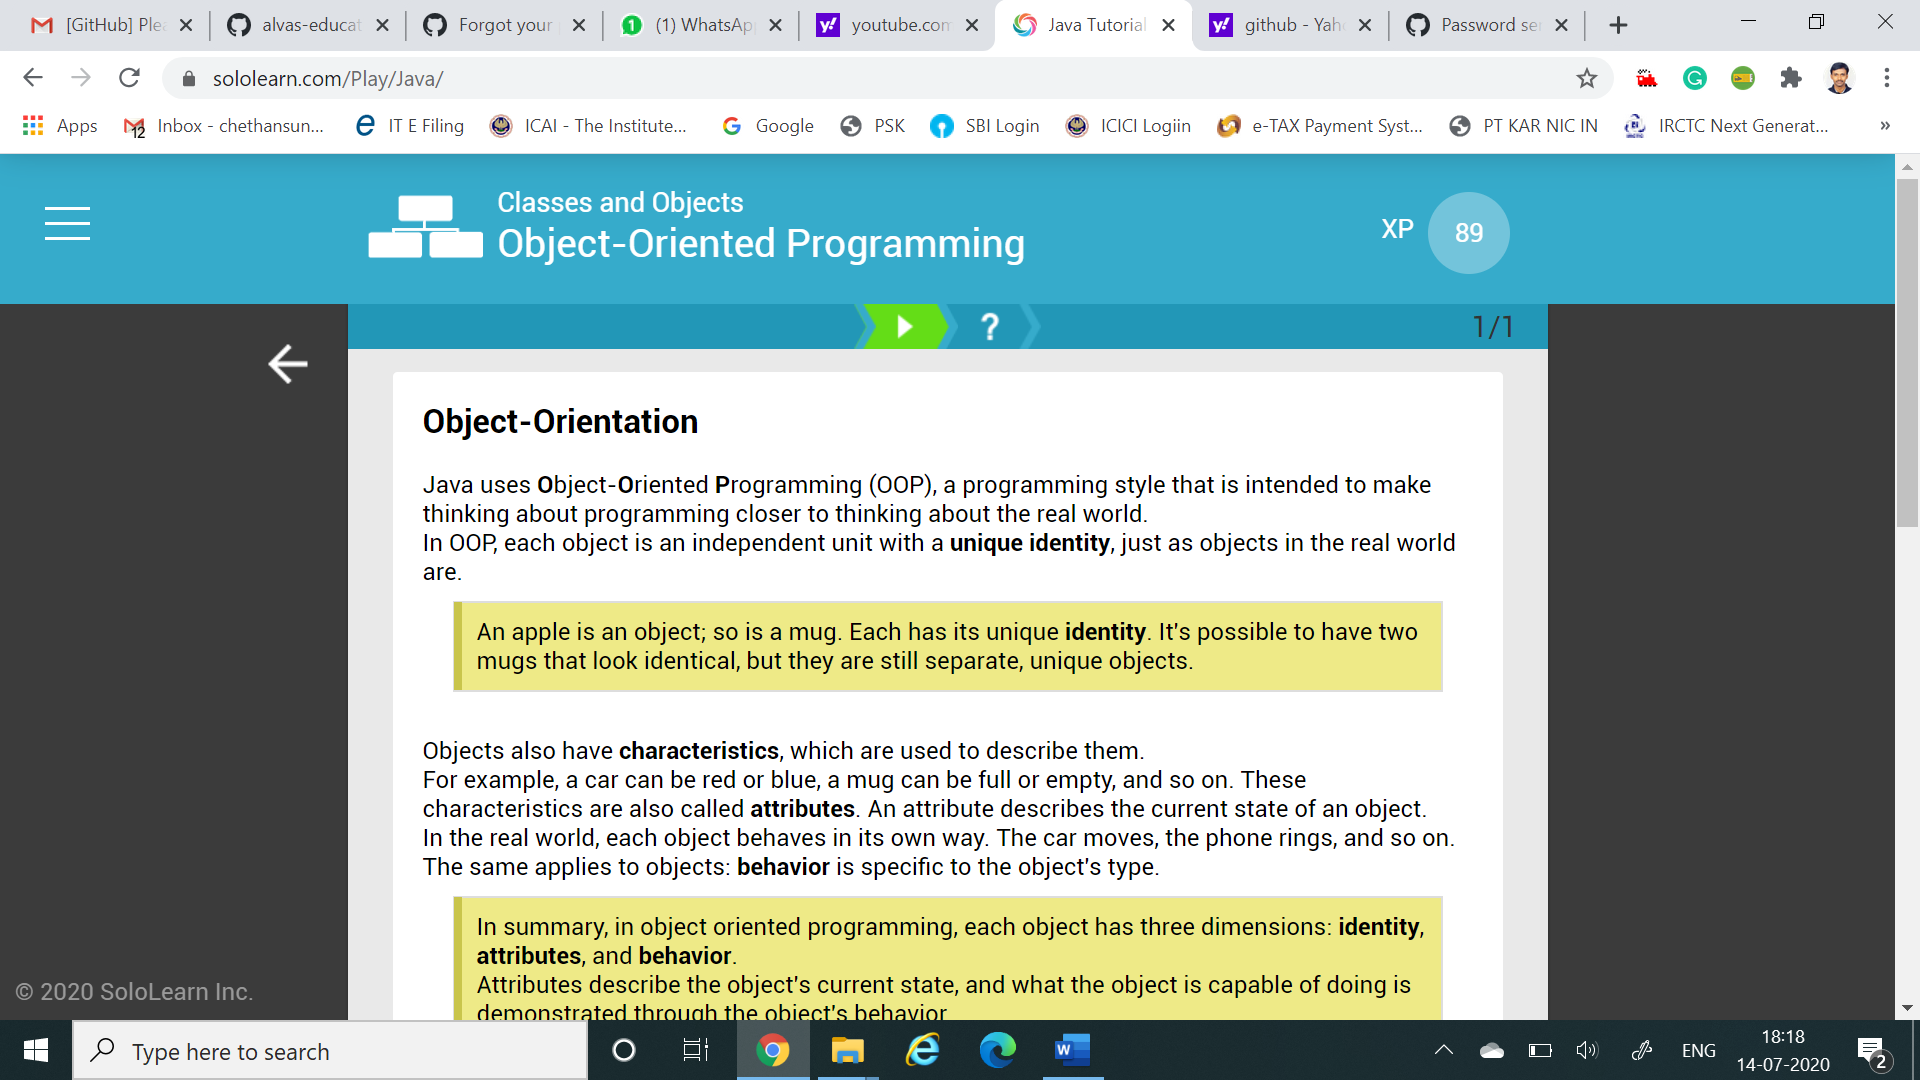 [GitHub] Plea
alvas-educat
Forgot your
(1) WhatsApp
youtube.com
Java Tutorial
github - Yaho
Password ser
sololearn.com/Play/Java/
Apps
12
Inbox - chethansun...
IT E Filing
ICAI - The Institute...
Google
PSK
SBI Login
ICICI Logiin
e-TAX Payment Syst...
PT KAR NIC IN
IRCTC Next Generat...
»
Classes and Objects
Object-Oriented Programming
XP 89
?
1/1
Object-Orientation
Java uses Object-Oriented Programming (OOP), a programming style that is intended to make
thinking about programming closer to thinking about the real world.
In OOP, each object is an independent unit with a unique identity, just as objects in the real world
are.
An apple is an object; so is a mug. Each has its unique identity. It's possible to have two
mugs that look identical, but they are still separate, unique objects.
Objects also have characteristics, which are used to describe them.
For example, a car can be red or blue, a mug can be full or empty, and so on. These
characteristics are also called attributes. An attribute describes the current state of an object.
In the real world, each object behaves in its own way. The car moves, the phone rings, and so on.
The same applies to objects: behavior is specific to the object's type.
In summary, in object oriented programming, each object has three dimensions: identity,
attributes, and behavior.
Attributes describe the object's current state, and what the object is capable of doing is
demonstrated through the object's behavior
© 2020 SoloLearn Inc.
Type here to search
ENG
18:18
14-07-2020
2